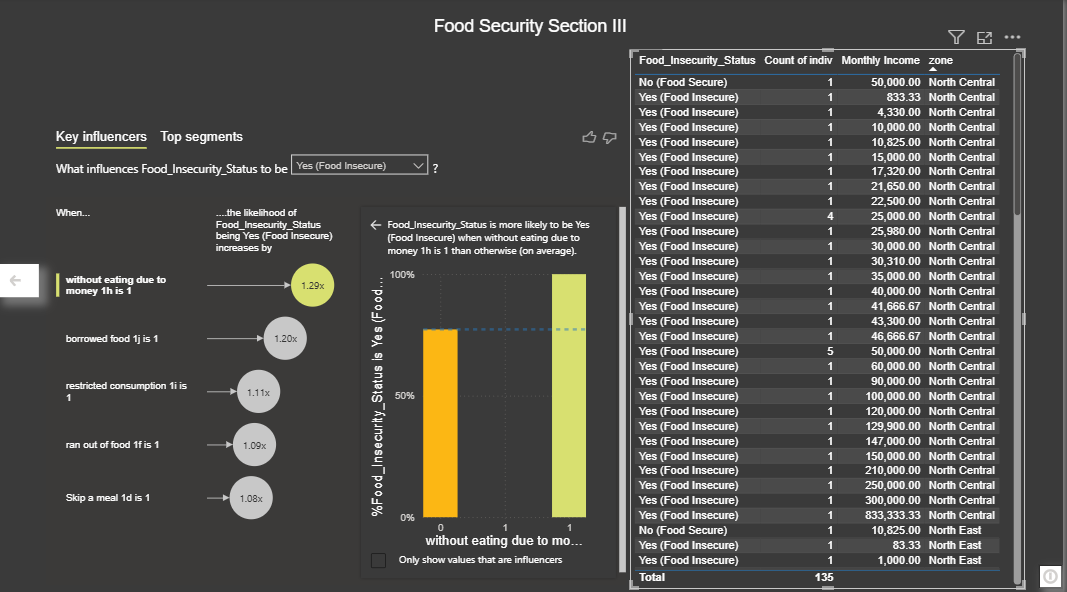 Food Security Section III
Key influencers Top segments
What influences Food_Insecurity_Status to be Yes (Food Insecure) ?
When...
....the likelihood of
Food_Insecurity_Status
being Yes (Food Insecure)
increases by
without eating due to
money 1h is 1
1.29x
borrowed food 1j is 1
1.20x
restricted consumption 1i is
1
1.11x
ran out of food 1f is 1
1.09x
Skip a meal 1d is 1
1.08x
Food_Insecurity_Status is more likely to be Yes
(Food Insecure) when without eating due to
money 1h is 1 than otherwise (on average).
%Food_Insecurity_Status is Yes (Food...
100%
50%
0%
0 1 1
without eating due to mo...
Only show values that are influencers
Food_Insecurity_Status Count of indiv Monthly Income zone
No (Food Secure) 1 50,000.00 North Central
Yes (Food Insecure) 1 833.33 North Central
Yes (Food Insecure) 1 4,330.00 North Central
Yes (Food Insecure) 1 10,000.00 North Central
Yes (Food Insecure) 1 10,825.00 North Central
Yes (Food Insecure) 1 15,000.00 North Central
Yes (Food Insecure) 1 17,320.00 North Central
Yes (Food Insecure) 1 21,650.00 North Central
Yes (Food Insecure) 1 22,500.00 North Central
Yes (Food Insecure) 4 25,000.00 North Central
Yes (Food Insecure) 1 25,980.00 North Central
Yes (Food Insecure) 1 30,000.00 North Central
Yes (Food Insecure) 1 30,310.00 North Central
Yes (Food Insecure) 1 35,000.00 North Central
Yes (Food Insecure) 1 40,000.00 North Central
Yes (Food Insecure) 1 41,666.67 North Central
Yes (Food Insecure) 1 43,300.00 North Central
Yes (Food Insecure) 1 46,666.67 North Central
Yes (Food Insecure) 5 50,000.00 North Central
Yes (Food Insecure) 1 60,000.00 North Central
Yes (Food Insecure) 1 90,000.00 North Central
Yes (Food Insecure) 1 100,000.00 North Central
Yes (Food Insecure) 1 120,000.00 North Central
Yes (Food Insecure) 1 129,900.00 North Central
Yes (Food Insecure) 1 147,000.00 North Central
Yes (Food Insecure) 1 150,000.00 North Central
Yes (Food Insecure) 1 210,000.00 North Central
Yes (Food Insecure) 1 250,000.00 North Central
Yes (Food Insecure) 1 300,000.00 North Central
Yes (Food Insecure) 1 833,333.33 North Central
No (Food Secure) 1 10,825.00 North East
Yes (Food Insecure) 1 83.33 North East
Yes (Food Insecure) 1 1,000.00 North East
Total 135